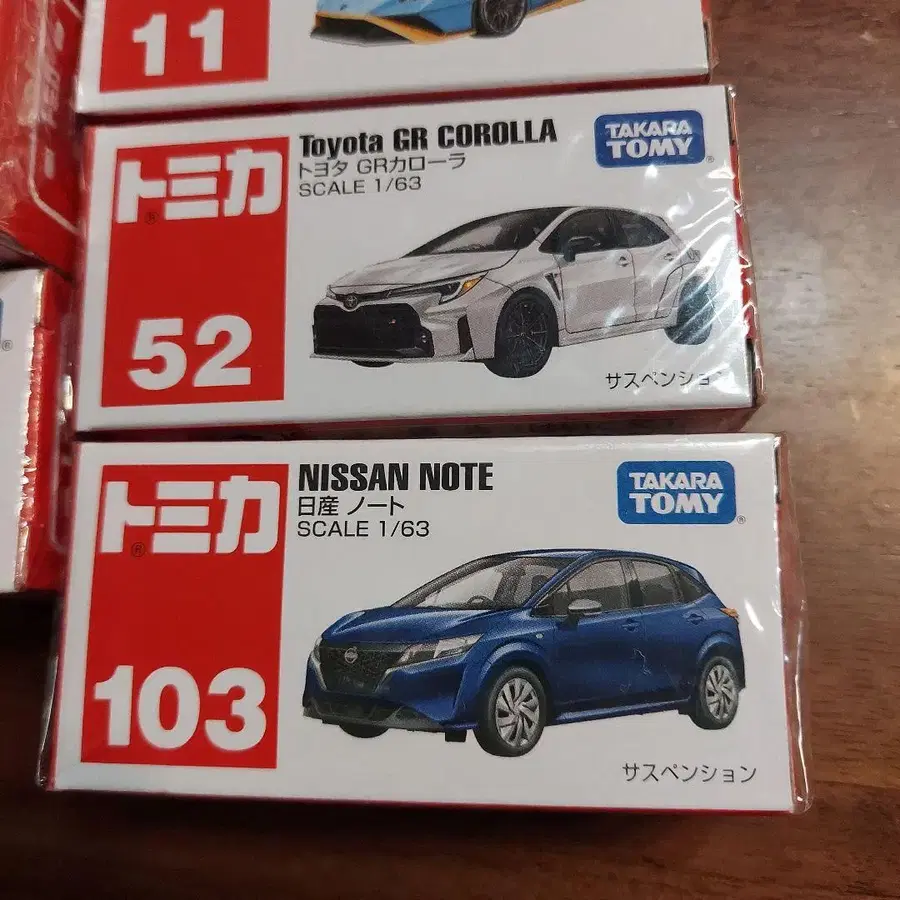 11
Toyota GR COROLLA
トヨタ GRカローラ
SCALE 1/63
TAKARA
TOMY
®
トミカ
®
52
サスペンション
NISSAN NOTE
日産 ノート
SCALE 1/63
TAKARA
TOMY
®
トミカ
®
103
サスペンション
®